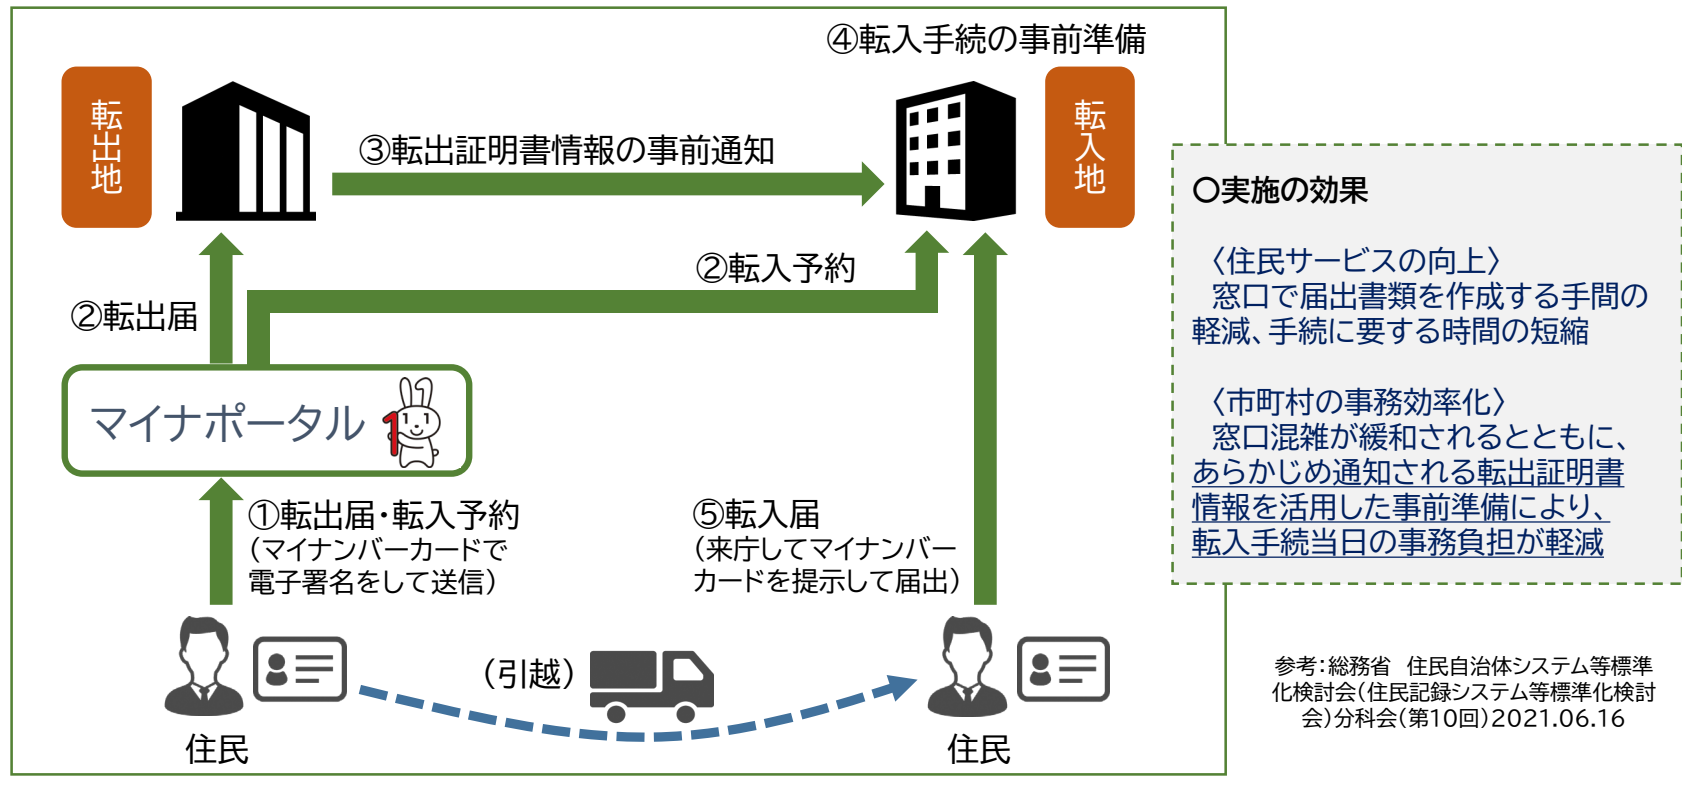 ④転入手続の事前準備
転出地
転入地
③転出証明書情報の事前通知
②転入予約
②転出届
マイナポータル
1
①転出届・転入予約
（マイナンバーカードで
電子署名をして送信）
⑤転入届
（来庁してマイナンバー
カードを提示して届出）
（引越）
住民
住民
〇実施の効果
〈住民サービスの向上〉
窓口で届出書類を作成する手間の
軽減、手続に要する時間の短縮
〈市町村の事務効率化〉
窓口混雑が緩和されるとともに、
あらかじめ通知される転出証明書
情報を活用した事前準備により、
転入手続当日の事務負担が軽減
参考：総務省　住民自治体システム等標準
化検討会（住民記録システム等標準化検討
会）分科会（第10回）2021.06.16